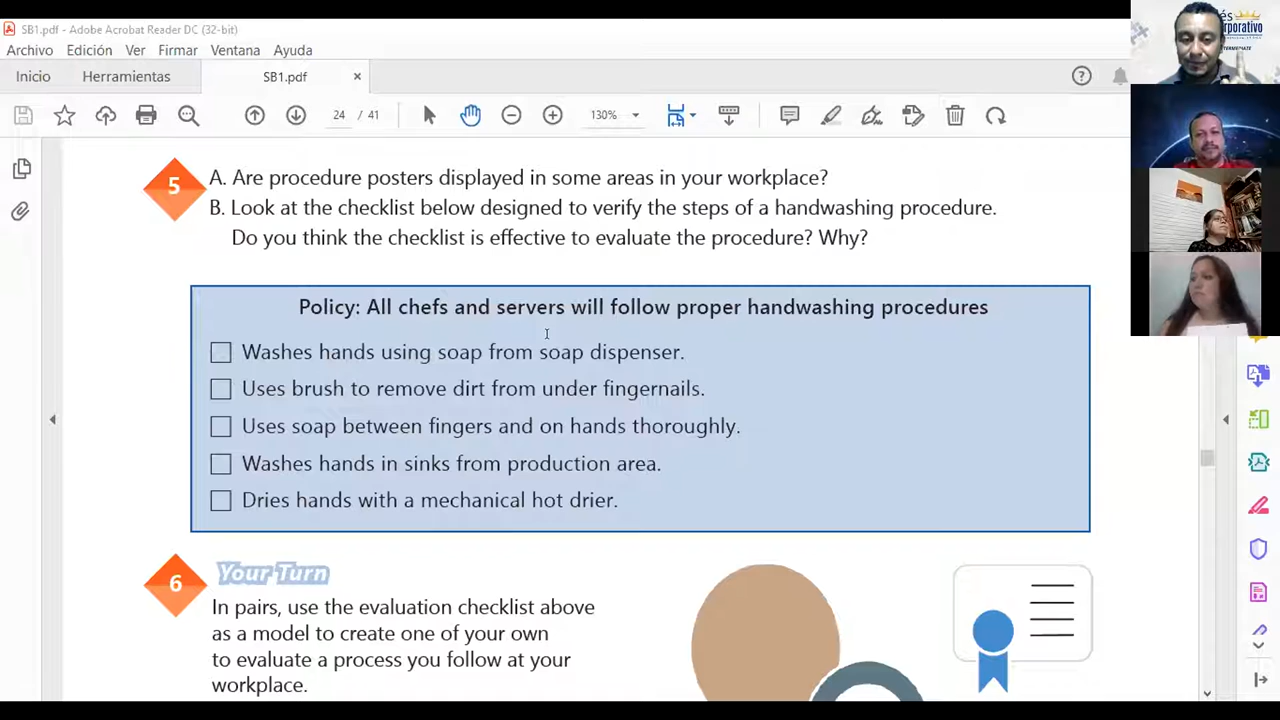 SB1.pdf - Adobe Acrobat Reader DC (32-bit)
Archivo Edición Ver Firmar Ventana Ayuda
Inicio Herramientas SB1.pdf ×
24 / 41 130%
5
A. Are procedure posters displayed in some areas in your workplace?
B. Look at the checklist below designed to verify the steps of a handwashing procedure.
Do you think the checklist is effective to evaluate the procedure? Why?
Policy: All chefs and servers will follow proper handwashing procedures
Washes hands using soap from soap dispenser.
Uses brush to remove dirt from under fingernails.
Uses soap between fingers and on hands thoroughly.
Washes hands in sinks from production area.
Dries hands with a mechanical hot drier.
6
Your Turn
In pairs, use the evaluation checklist above
as a model to create one of your own
to evaluate a process you follow at your
workplace.